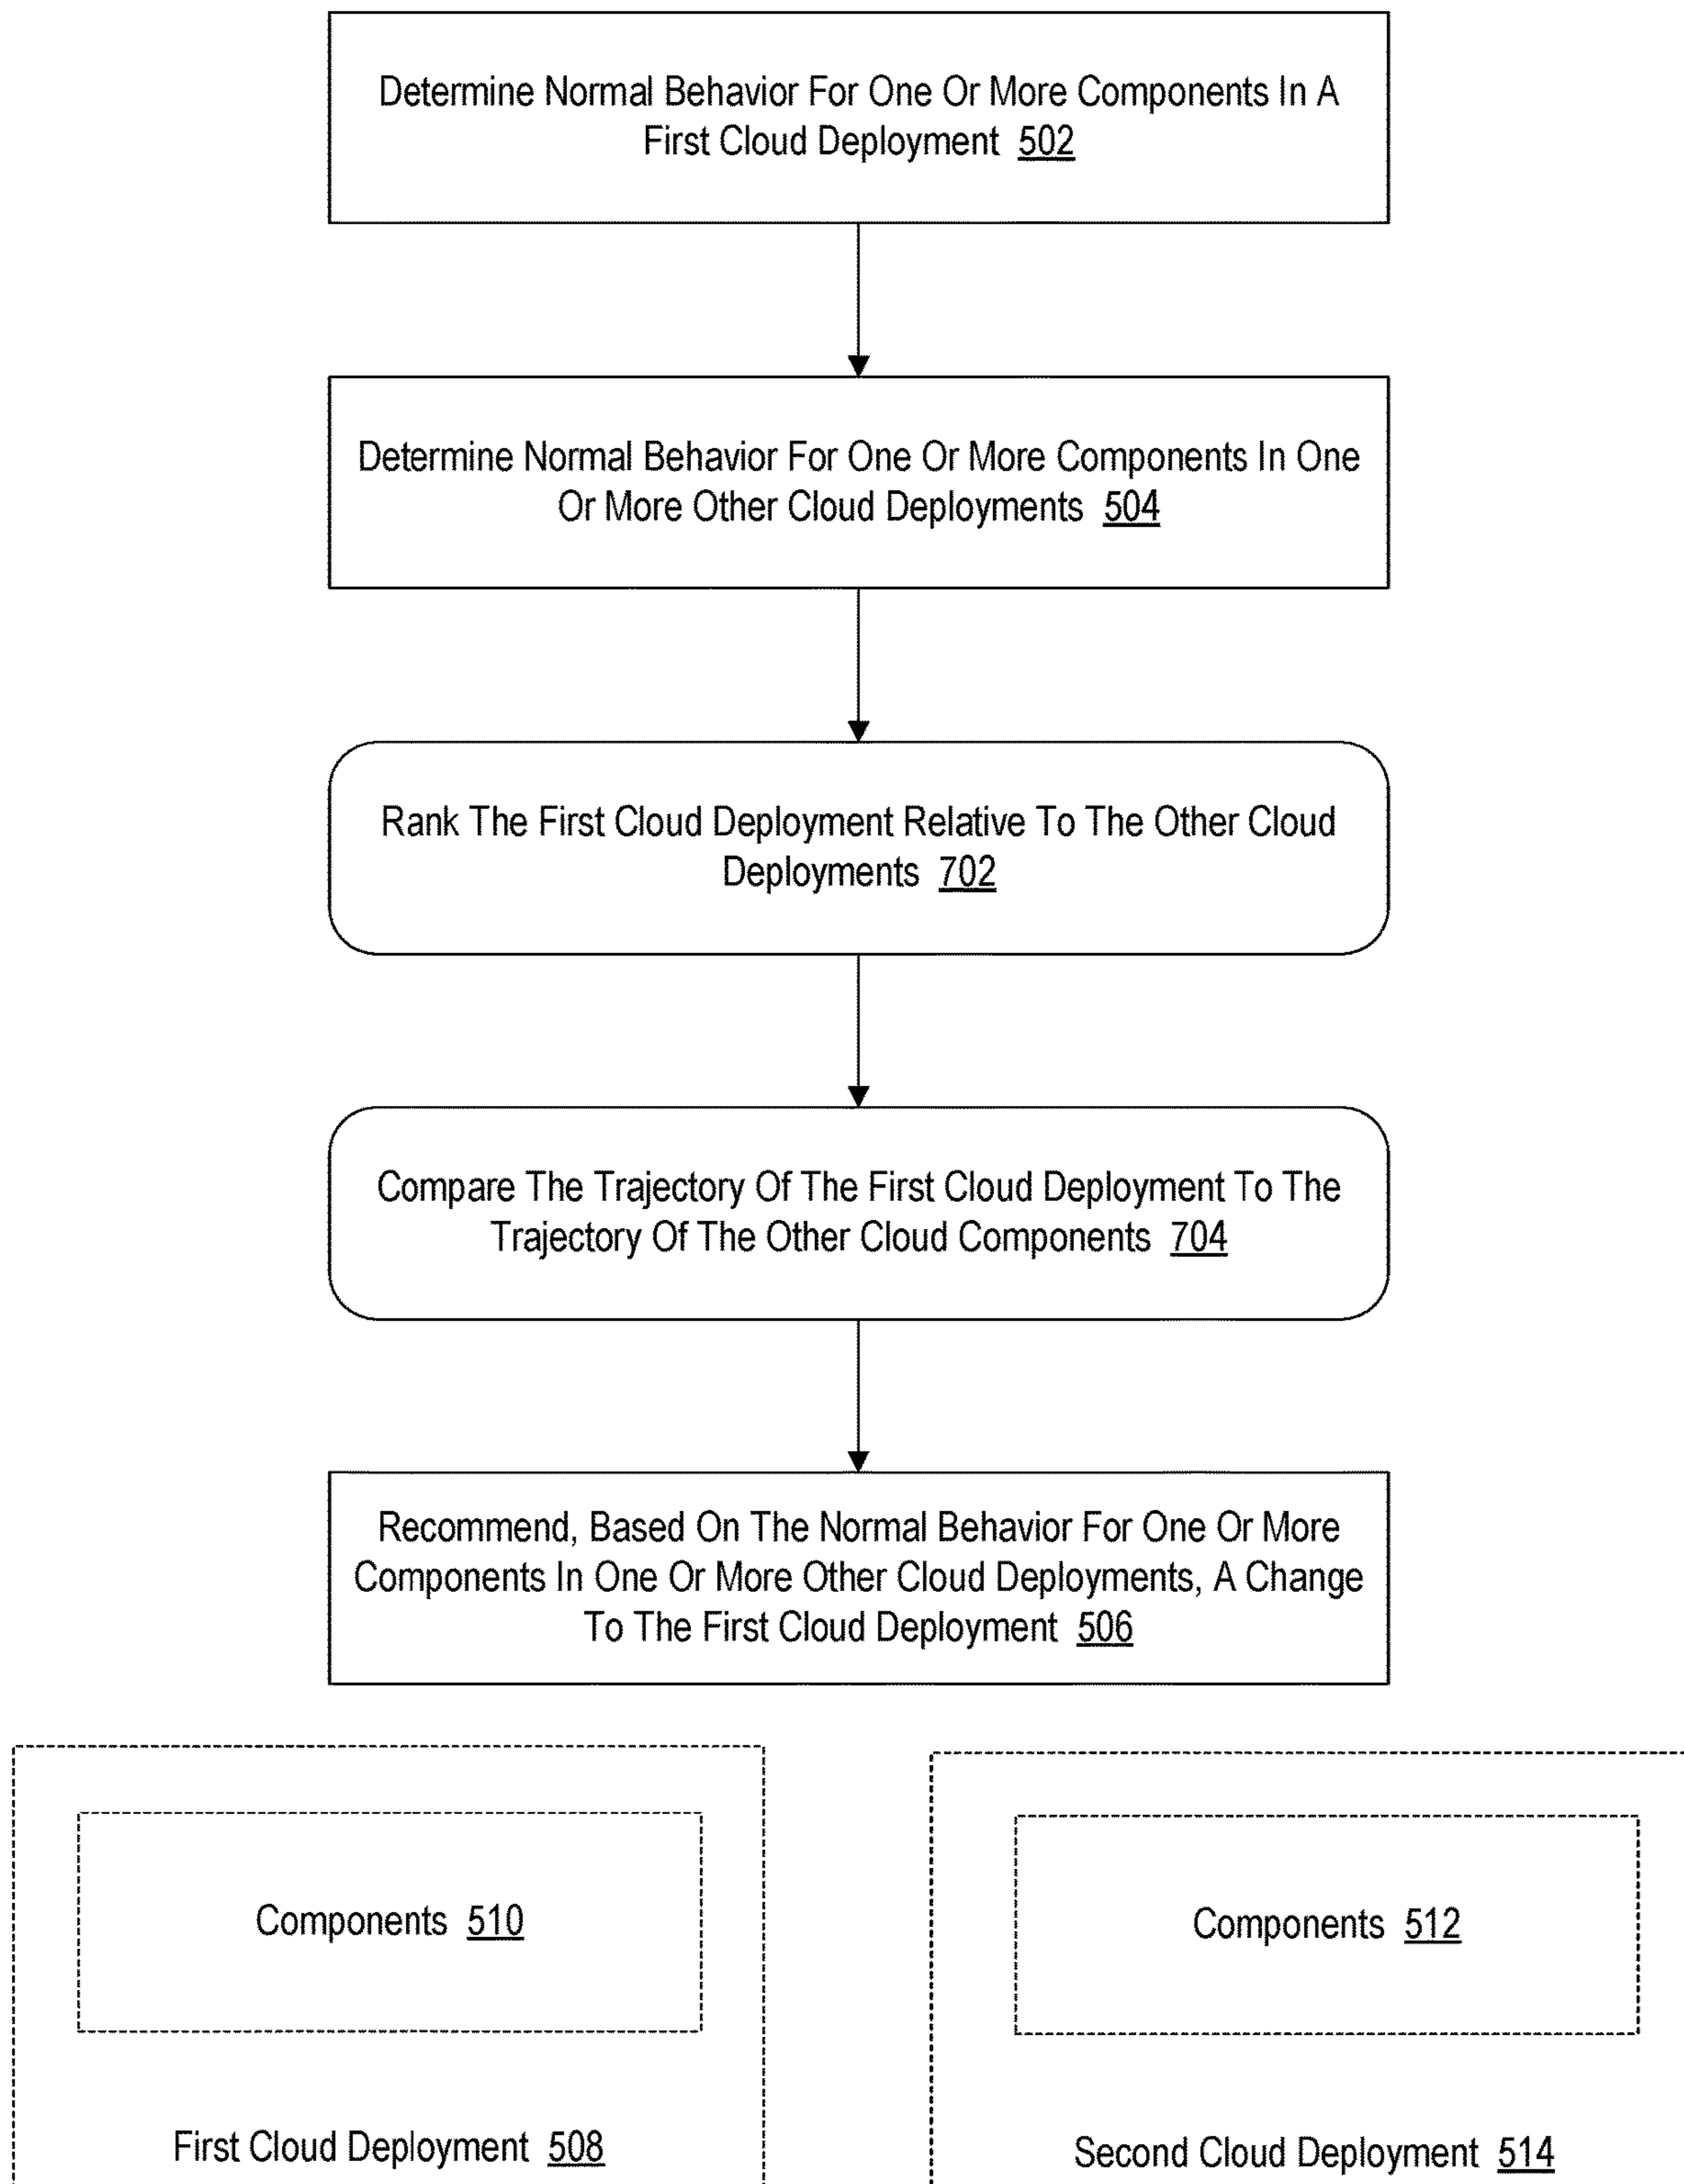 Determine Normal Behavior For One Or More Components In A
First Cloud Deployment 502
Determine Normal Behavior For One Or More Components In One
Or More Other Cloud Deployments 504
Rank The First Cloud Deployment Relative To The Other Cloud
Deployments 702
Compare The Trajectory Of The First Cloud Deployment To The
Trajectory Of The Other Cloud Components 704
Recommend, Based On The Normal Behavior For One Or More
Components In One Or More Other Cloud Deployments, A Change
To The First Cloud Deployment 506
Components 510
First Cloud Deployment 508
Components 512
Second Cloud Deployment 514